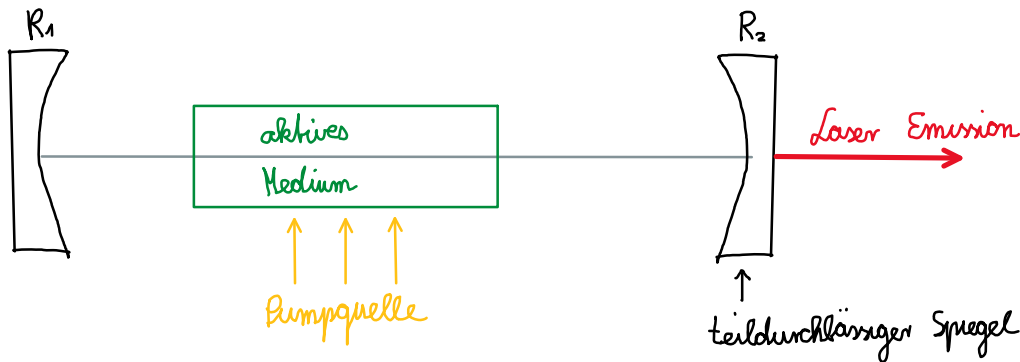 R₁
R₂
aktives
Medium
Laser Emission
Pumpquelle
teildurchlässiger Spiegel